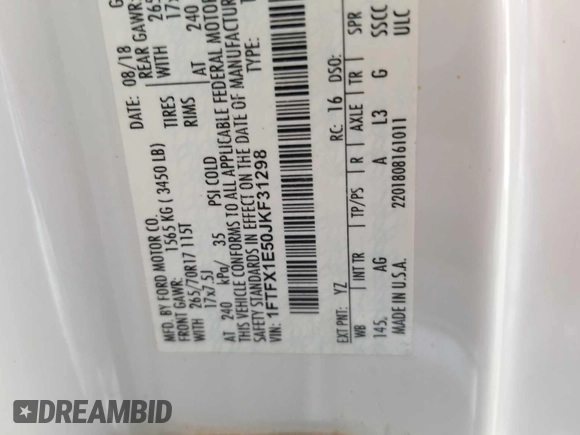 MFD. BY FORD MOTOR CO.
DATE: 08/18
FRONT GAWR: 1565 KG ( 3450 LB)
REAR GAWR:
WITH 265/70R17 115T TIRES WITH 265
17x7.5J RIMS 17x
AT 240 kPa/ 35 PSI COLD AT 240
THIS VEHICLE CONFORMS TO ALL APPLICABLE FEDERAL MOTOR
SAFETY STANDARDS IN EFFECT ON THE DATE OF MANUFACTURE
VIN: 1FTFX1E50JKF31298 TYPE:
EXT PNT: YZ RC: 16 DSO:
WB INT TR TP/PS R AXLE TR SPR
145. AG A L3 G SSCC
MADE IN U.S.A. 2201808161011 ULC
DREAMBID